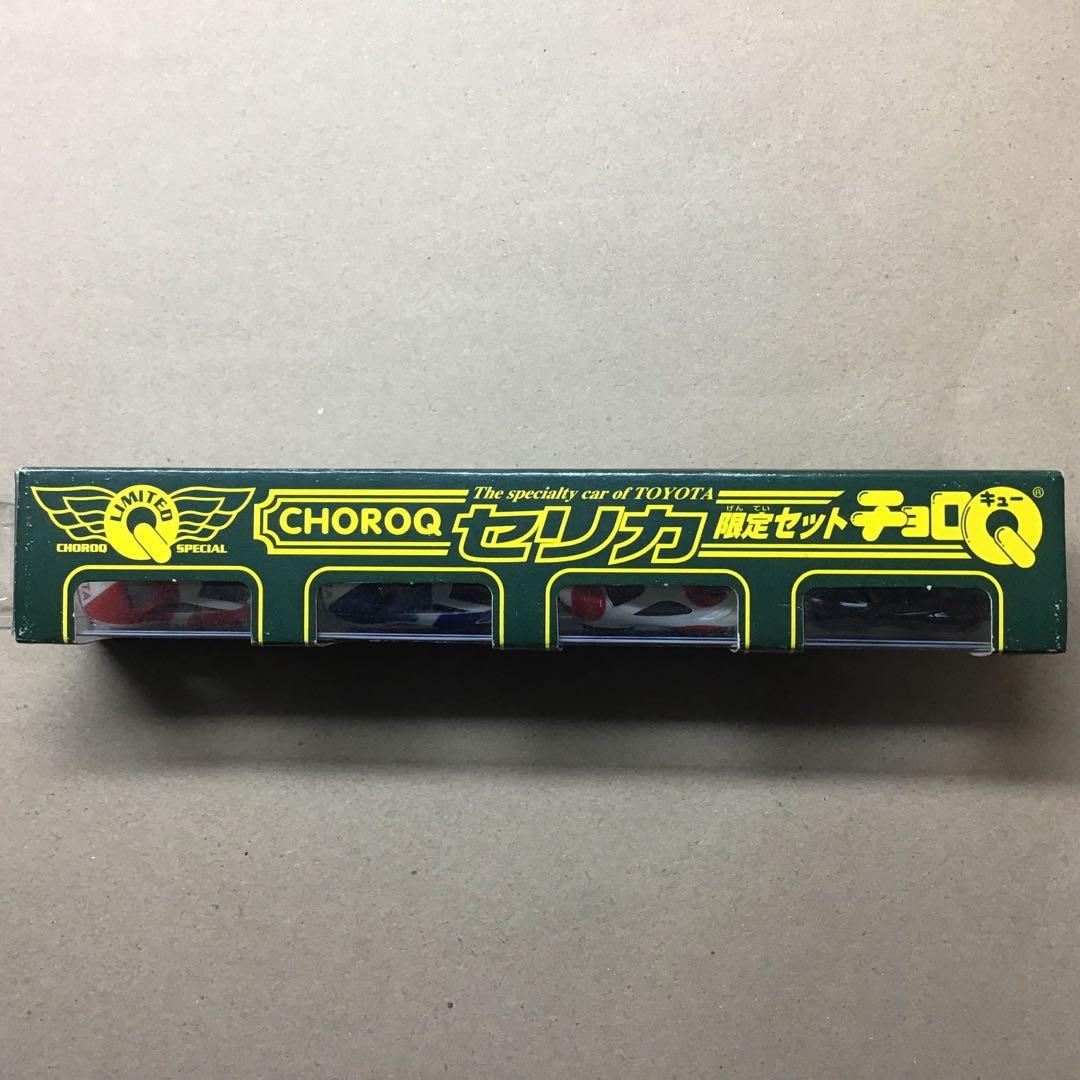 LIMITED
CHOROQ SPECIAL
CHOROQ
The specialty car of TOYOTA
セリカ
げんてい
限定セット
チョロQ
キュー
®